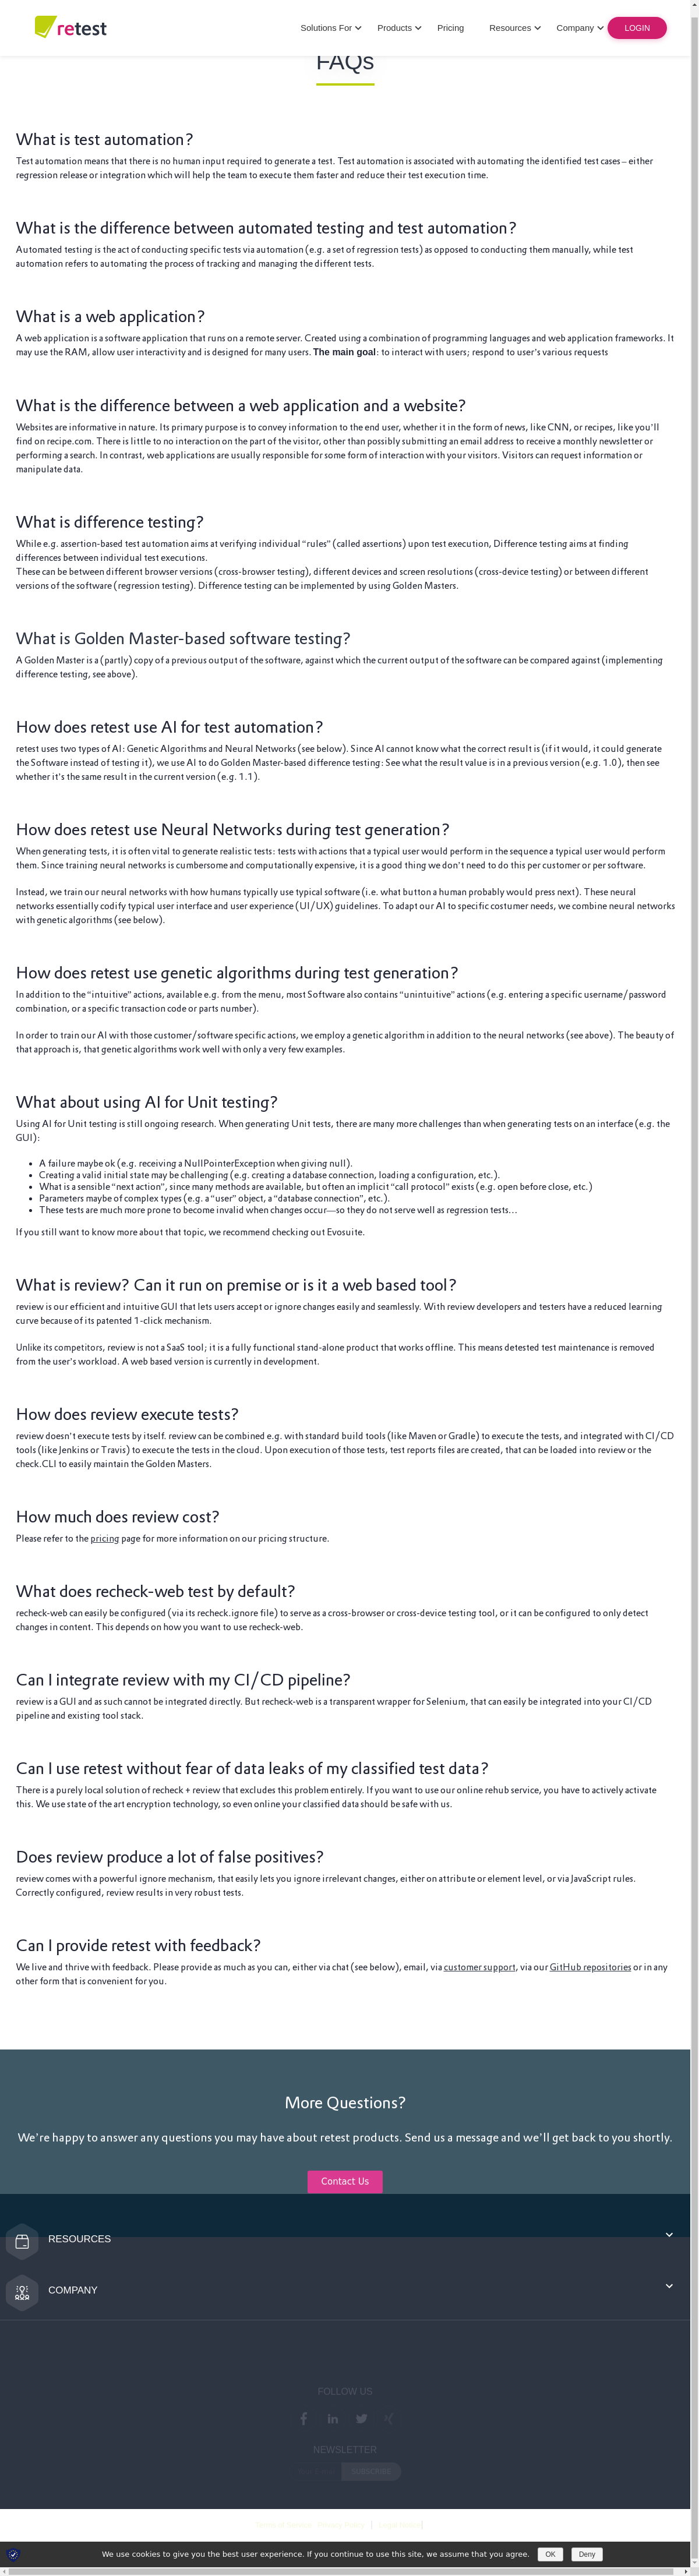 retest
Solutions For
Products
Pricing
Resources
Company
LOGIN
FAQs
What is test automation?
Test automation means that there is no human input required to generate a test. Test automation is associated with automating the identified test cases – either
regression release or integration which will help the team to execute them faster and reduce their test execution time.
What is the difference between automated testing and test automation?
Automated testing is the act of conducting specific tests via automation (e.g. a set of regression tests) as opposed to conducting them manually, while test
automation refers to automating the process of tracking and managing the different tests.
What is a web application?
A web application is a software application that runs on a remote server. Created using a combination of programming languages and web application frameworks. It
may use the RAM, allow user interactivity and is designed for many users. The main goal: to interact with users; respond to user's various requests
What is the difference between a web application and a website?
Websites are informative in nature. Its primary purpose is to convey information to the end user, whether it in the form of news, like CNN, or recipes, like you'll
find on recipe.com. There is little to no interaction on the part of the visitor, other than possibly submitting an email address to receive a monthly newsletter or
performing a search. In contrast, web applications are usually responsible for some form of interaction with your visitors. Visitors can request information or
manipulate data.
What is difference testing?
While e.g. assertion-based test automation aims at verifying individual “rules” (called assertions) upon test execution, Difference testing aims at finding
differences between individual test executions.
These can be between different browser versions (cross-browser testing), different devices and screen resolutions (cross-device testing) or between different
versions of the software (regression testing). Difference testing can be implemented by using Golden Masters.
What is Golden Master-based software testing?
A Golden Master is a (partly) copy of a previous output of the software, against which the current output of the software can be compared against (implementing
difference testing, see above).
How does retest use AI for test automation?
retest uses two types of AI: Genetic Algorithms and Neural Networks (see below). Since AI cannot know what the correct result is (if it would, it could generate
the Software instead of testing it), we use AI to do Golden Master-based difference testing: See what the result value is in a previous version (e.g. 1.0), then see
whether it's the same result in the current version (e.g. 1.1).
How does retest use Neural Networks during test generation?
When generating tests, it is often vital to generate realistic tests: tests with actions that a typical user would perform in the sequence a typical user would perform
them. Since training neural networks is cumbersome and computationally expensive, it is a good thing we don't need to do this per customer or per software.
Instead, we train our neural networks with how humans typically use typical software (i.e. what button a human probably would press next). These neural
networks essentially codify typical user interface and user experience (UI/UX) guidelines. To adapt our AI to specific costumer needs, we combine neural networks
with genetic algorithms (see below).
How does retest use genetic algorithms during test generation?
In addition to the “intuitive” actions, available e.g. from the menu, most Software also contains “unintuitive” actions (e.g. entering a specific username/password
combination, or a specific transaction code or parts number).
In order to train our AI with those customer/software specific actions, we employ a genetic algorithm in addition to the neural networks (see above). The beauty of
that approach is, that genetic algorithms work well with only a very few examples.
What about using AI for Unit testing?
Using AI for Unit testing is still ongoing research. When generating Unit tests, there are many more challenges than when generating tests on an interface (e.g. the
GUI):
• A failure maybe ok (e.g. receiving a NullPointerException when giving null).
• Creating a valid initial state may be challenging (e.g. creating a database connection, loading a configuration, etc.).
• What is a sensible “next action”, since many methods are available, but often an implicit “call protocol” exists (e.g. open before close, etc.)
• Parameters maybe of complex types (e.g. a “user” object, a “database connection”, etc.).
• These tests are much more prone to become invalid when changes occur—so they do not serve well as regression tests…
If you still want to know more about that topic, we recommend checking out Evosuite.
What is review? Can it run on premise or is it a web based tool?
review is our efficient and intuitive GUI that lets users accept or ignore changes easily and seamlessly. With review developers and testers have a reduced learning
curve because of its patented 1-click mechanism.
Unlike its competitors, review is not a SaaS tool; it is a fully functional stand-alone product that works offline. This means detested test maintenance is removed
from the user's workload. A web based version is currently in development.
How does review execute tests?
review doesn't execute tests by itself. review can be combined e.g. with standard build tools (like Maven or Gradle) to execute the tests, and integrated with CI/CD
tools (like Jenkins or Travis) to execute the tests in the cloud. Upon execution of those tests, test reports files are created, that can be loaded into review or the
check.CLI to easily maintain the Golden Masters.
How much does review cost?
Please refer to the pricing page for more information on our pricing structure.
What does recheck-web test by default?
recheck-web can easily be configured (via its recheck.ignore file) to serve as a cross-browser or cross-device testing tool, or it can be configured to only detect
changes in content. This depends on how you want to use recheck-web.
Can I integrate review with my CI/CD pipeline?
review is a GUI and as such cannot be integrated directly. But recheck-web is a transparent wrapper for Selenium, that can easily be integrated into your CI/CD
pipeline and existing tool stack.
Can I use retest without fear of data leaks of my classified test data?
There is a purely local solution of recheck + review that excludes this problem entirely. If you want to use our online rehub service, you have to actively activate
this. We use state of the art encryption technology, so even online your classified data should be safe with us.
Does review produce a lot of false positives?
review comes with a powerful ignore mechanism, that easily lets you ignore irrelevant changes, either on attribute or element level, or via JavaScript rules.
Correctly configured, review results in very robust tests.
Can I provide retest with feedback?
We live and thrive with feedback. Please provide as much as you can, either via chat (see below), email, via customer support, via our GitHub repositories or in any
other form that is convenient for you.
More Questions?
We're happy to answer any questions you may have about retest products. Send us a message and we'll get back to you shortly.
Contact Us
RESOURCES
COMPANY
FOLLOW US
NEWSLETTER
SUBSCRIBE
We use cookies to give you the best user experience. If you continue to use this site, we assume that you agree.
OK
Deny